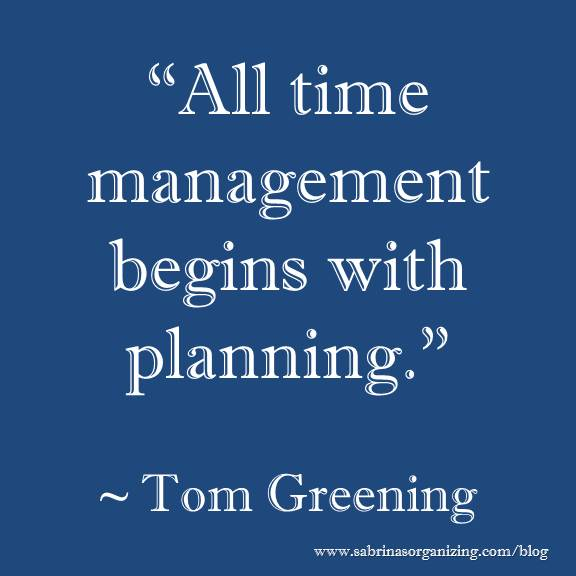 “All time
management
begins with
planning.”
~ Tom Greening
www.sabrinasorganizing.com/blog